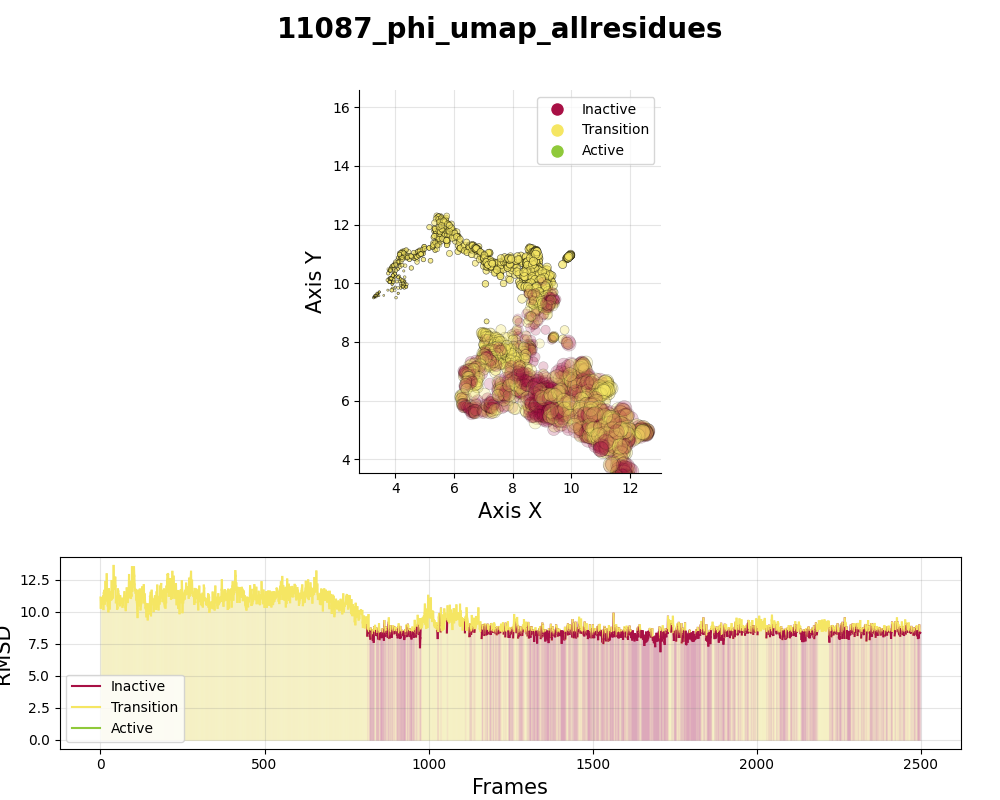 11087_phi_umap_allresidues
16
14
12
10
8
6
4
Axis Y
Inactive
Transition
Active
4 6 8 10 12
Axis X
12.5
10.0
7.5
5.0
2.5
0.0
RMSD
Inactive
Transition
Active
0 500 1000 1500 2000 2500
Frames